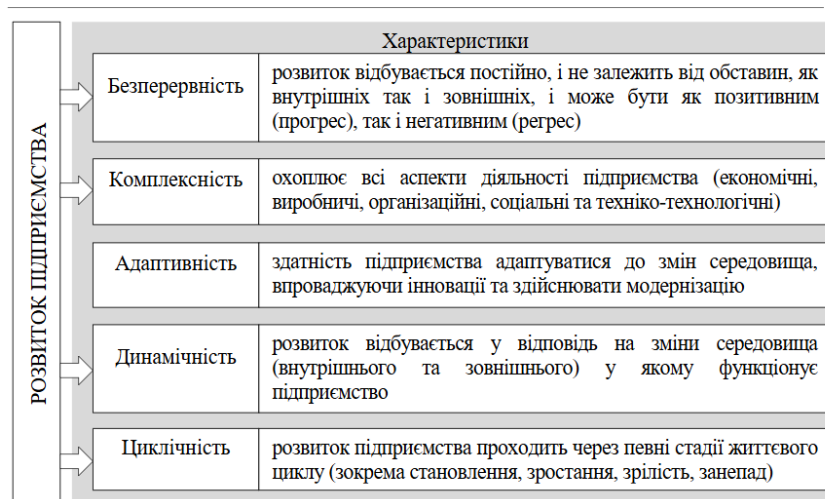 РОЗВИТОК ПІДПРИЄМСТВА
Характеристики
Безперервність
розвиток відбувається постійно, і не залежить від обставин, як
внутрішніх так і зовнішніх, і може бути як позитивним
(прогрес), так і негативним (регрес)
Комплексність
охоплює всі аспекти діяльності підприємства (економічні,
виробничі, організаційні, соціальні та техніко-технологічні)
Адаптивність
здатність підприємства адаптуватися до змін середовища,
впроваджуючи інновації та здійснювати модернізацію
Динамічність
розвиток відбувається у відповідь на зміни середовища
(внутрішнього та зовнішнього) у якому функціонує
підприємство
Циклічність
розвиток підприємства проходить через певні стадії життєвого
циклу (зокрема становлення, зростання, зрілість, занепад)